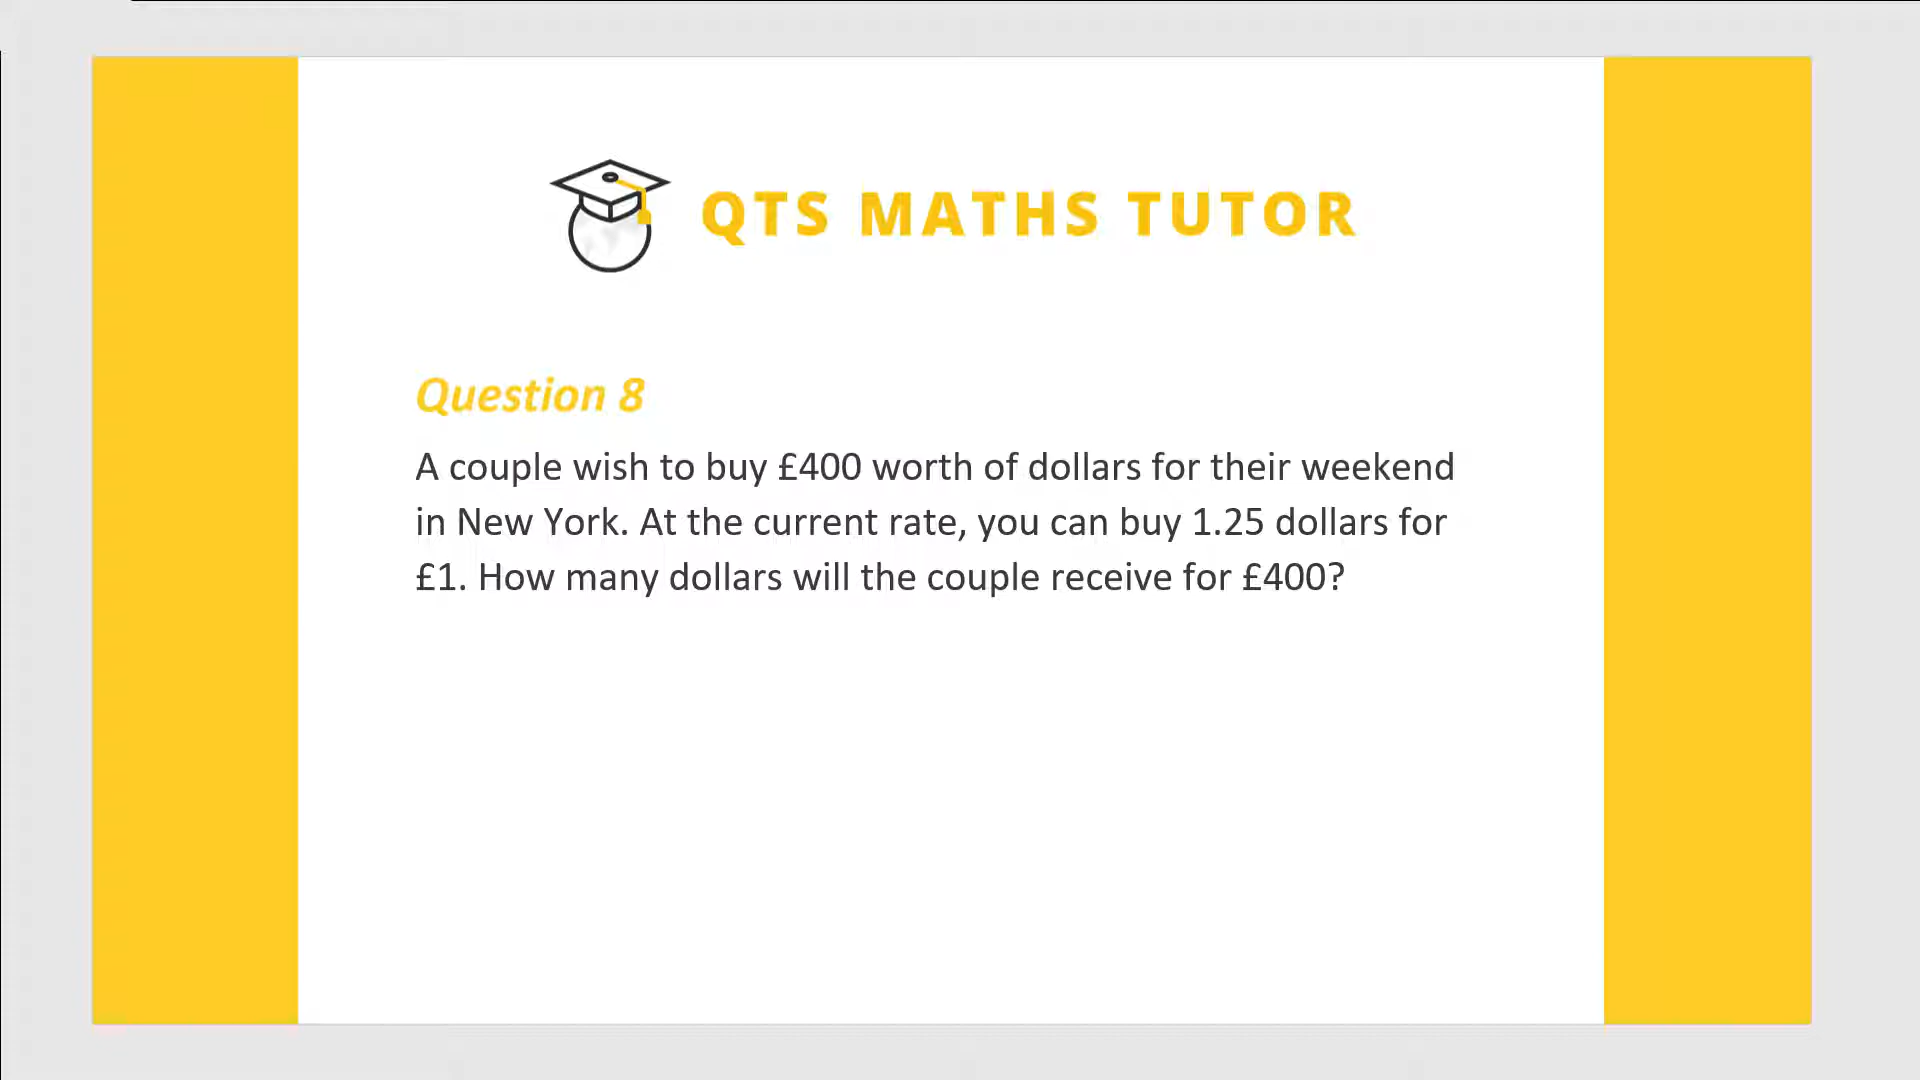 QTS MATHS TUTOR
Question 8
A couple wish to buy £400 worth of dollars for their weekend
in New York. At the current rate, you can buy 1.25 dollars for
£1. How many dollars will the couple receive for £400?